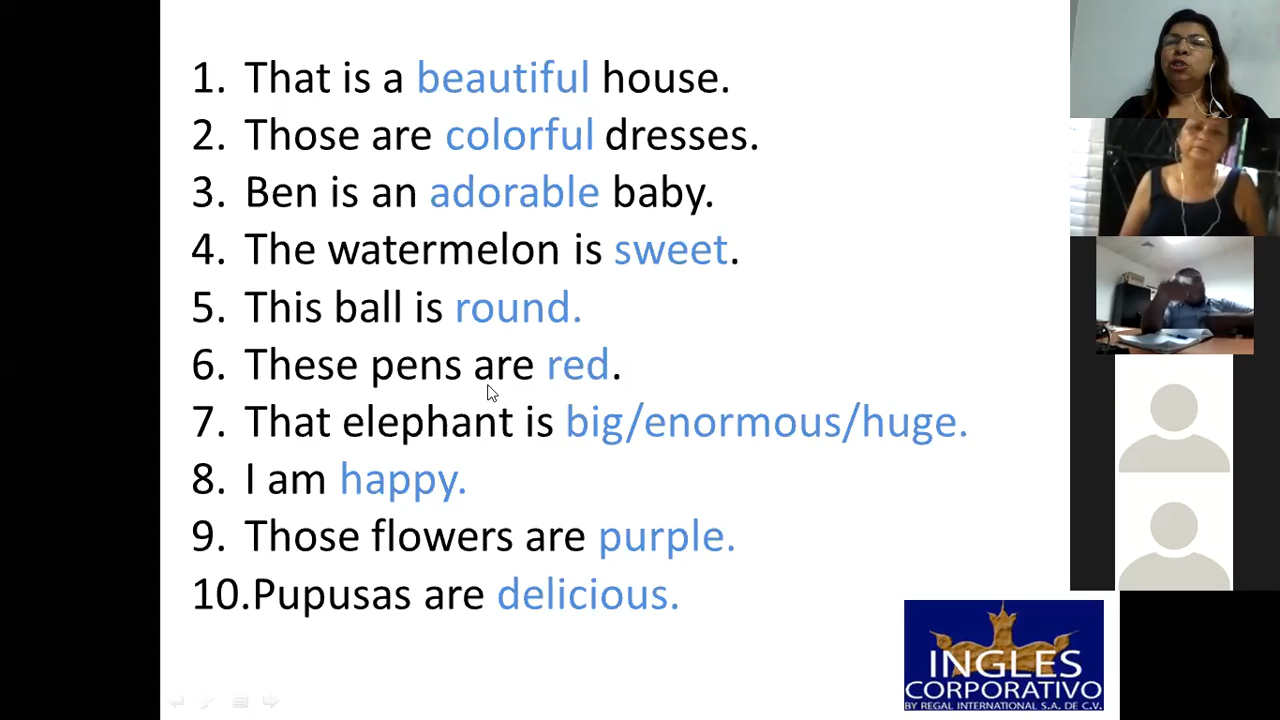 1. That is a beautiful house.
2. Those are colorful dresses.
3. Ben is an adorable baby.
4. The watermelon is sweet.
5. This ball is round.
6. These pens are red.
7. That elephant is big/enormous/huge.
8. I am happy.
9. Those flowers are purple.
10.Pupusas are delicious.
INGLES
CORPORATIVO
BY REGAL INTERNATIONAL S.A. DE C.V.